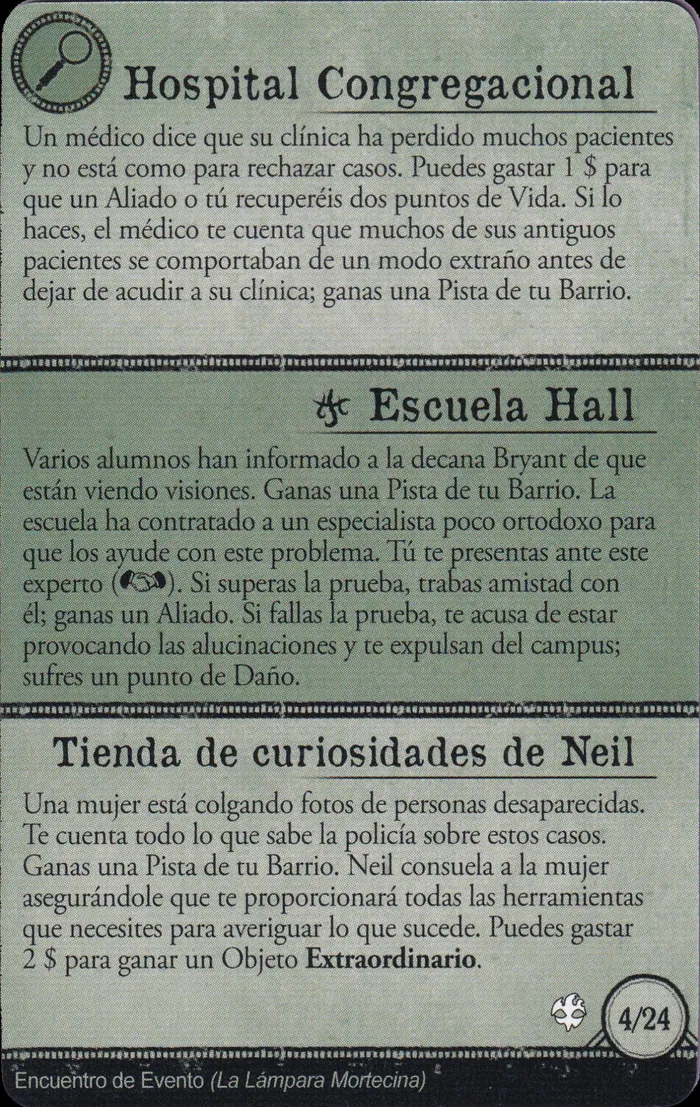 Hospital Congregacional
Un médico dice que su clínica ha perdido muchos pacientes
y no está como para rechazar casos. Puedes gastar 1 $ para
que un Aliado o tú recuperéis dos puntos de Vida. Si lo
haces, el médico te cuenta que muchos de sus antiguos
pacientes se comportaban de un modo extraño antes de
dejar de acudir a su clínica; ganas una Pista de tu Barrio.
Escuela Hall
Varios alumnos han informado a la decana Bryant de que
están viendo visiones. Ganas una Pista de tu Barrio. La
escuela ha contratado a un especialista poco ortodoxo para
que los ayude con este problema. Tú te presentas ante este
experto (). Si superas la prueba, trabas amistad con
él; ganas un Aliado. Si fallas la prueba, te acusa de estar
provocando las alucinaciones y te expulsan del campus;
sufres un punto de Daño.
Tienda de curiosidades de Neil
Una mujer está colgando fotos de personas desaparecidas.
Te cuenta todo lo que sabe la policía sobre estos casos.
Ganas una Pista de tu Barrio. Neil consuela a la mujer
asegurándole que te proporcionará todas las herramientas
que necesites para averiguar lo que sucede. Puedes gastar
2 $ para ganar un Objeto Extraordinario.
4/24
Encuentro de Evento (La Lámpara Mortecina)